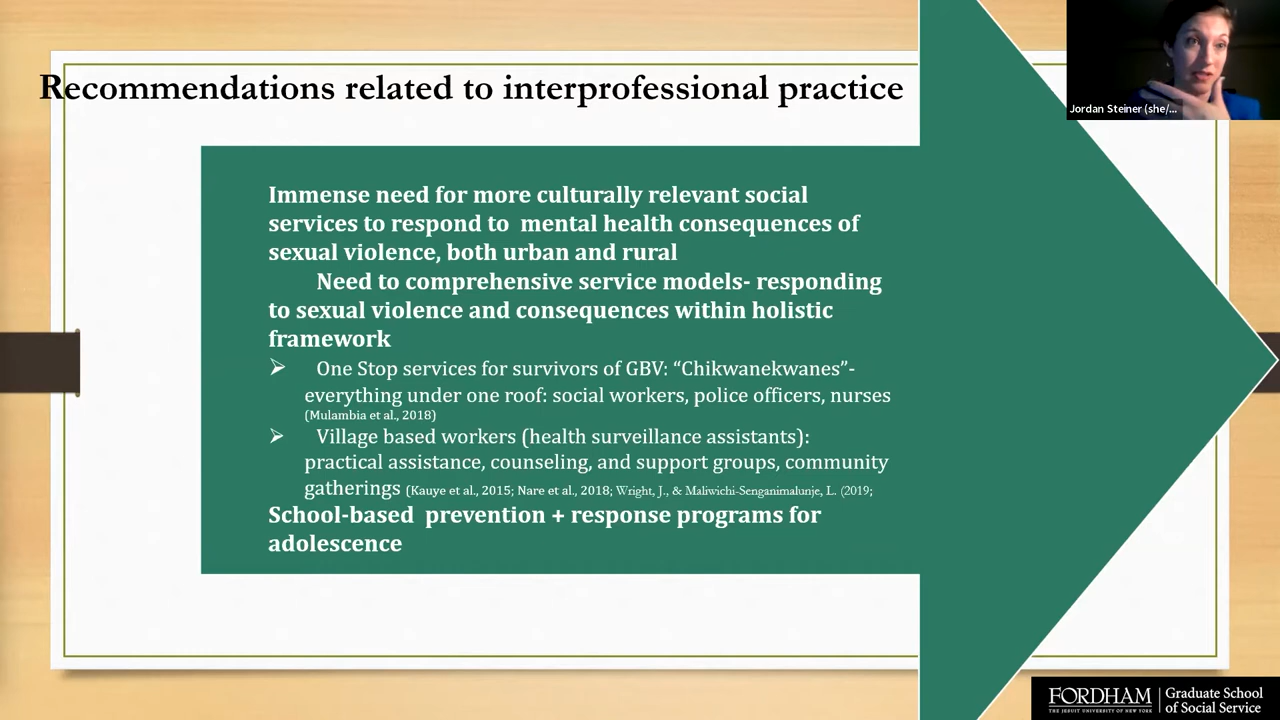 Recommendations related to interprofessional practice
Jordan Steiner (she/...
Immense need for more culturally relevant social
services to respond to  mental health consequences of
sexual violence, both urban and rural
Need to comprehensive service models- responding
to sexual violence and consequences within holistic
framework
➢ One Stop services for survivors of GBV: “Chikwanekwanes”-
everything under one roof: social workers, police officers, nurses
(Mulambia et al., 2018)
➢ Village based workers (health surveillance assistants):
practical assistance, counseling, and support groups, community
gatherings (Kauye et al., 2015; Nare et al., 2018; Wright, J., & Maliwichi-Senganimalunje, L. (2019;
School-based  prevention + response programs for
adolescence
FORDHAM
THE JESUIT UNIVERSITY OF NEW YORK
Graduate School
of Social Service